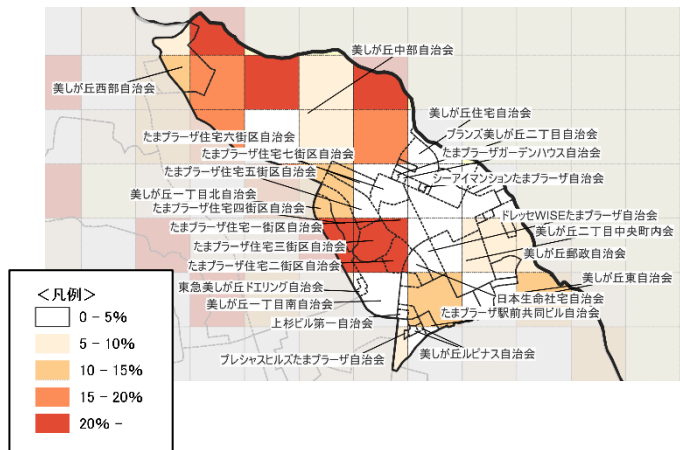 美しが丘中部自治会
美しが丘西部自治会
美しが丘住宅自治会
ブランズ美しが丘二丁目自治会
たまプラーザ住宅六街区自治会
たまプラーザ住宅七街区自治会
たまプラーザガーデンハウス自治会
たまプラーザ住宅五街区自治会
シーアイマンションたまプラーザ自治会
美しが丘一丁目北自治会
たまプラーザ住宅四街区自治会
ドレッセWISEたまプラーザ自治会
たまプラーザ住宅一街区自治会
美しが丘二丁目中央町内会
たまプラーザ住宅三街区自治会
美しが丘郵政自治会
たまプラーザ住宅二街区自治会
美しが丘東自治会
東急美しが丘ドエリング自治会
日本生命社宅自治会
美しが丘一丁目南自治会
たまプラーザ駅前共同ビル自治会
上杉ビル第一自治会
プレシャスヒルズたまプラーザ自治会
美しが丘ルピナス自治会
＜凡例＞
0 - 5%
5 - 10%
10 - 15%
15 - 20%
20% -